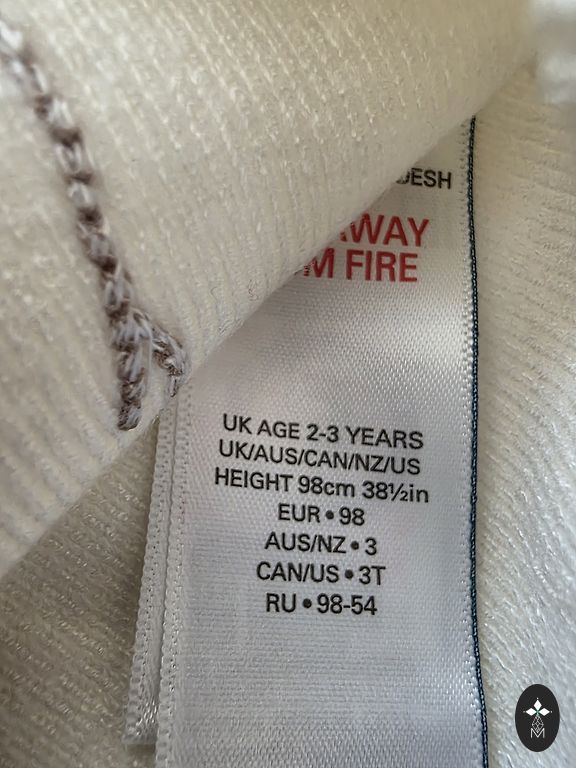 AWAY
FIRE
UK AGE 2-3 YEARS
UK/AUS/CAN/NZ/US
HEIGHT 98cm 38½in
EUR • 98
AUS/NZ • 3
CAN/US • 3T
RU • 98-54